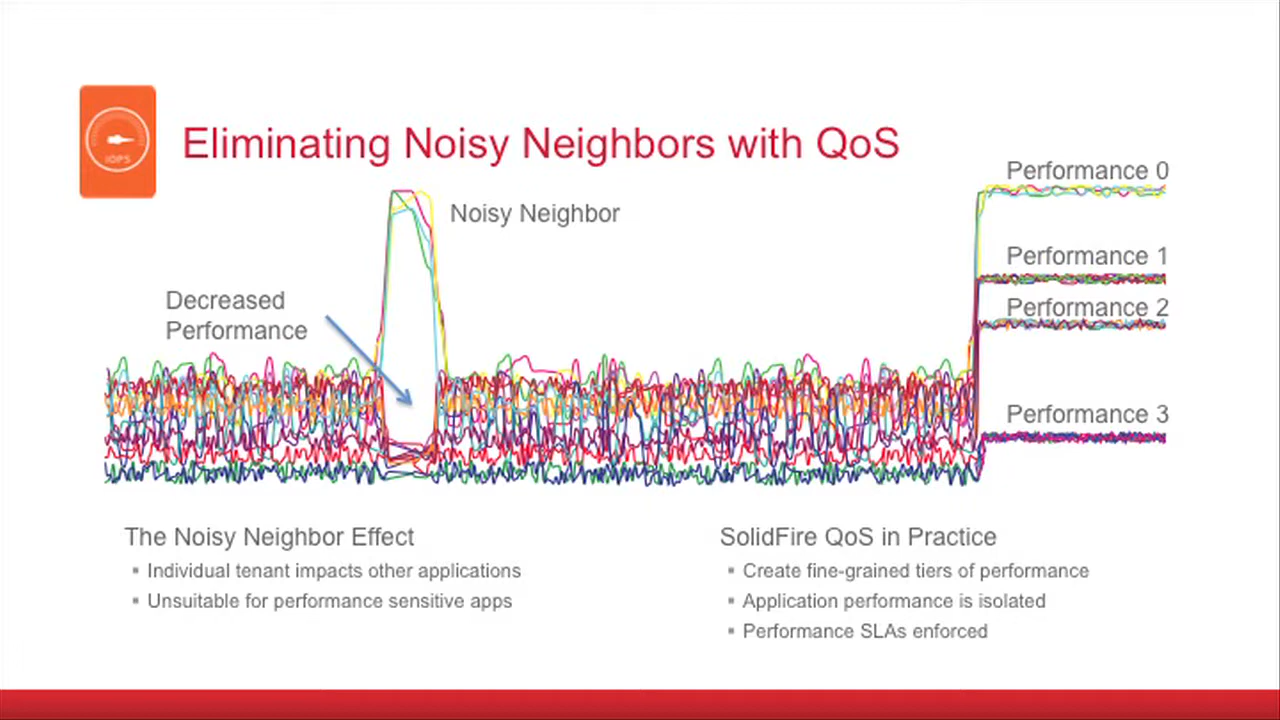 IOPS
Eliminating Noisy Neighbors with QoS
Performance 0
Noisy Neighbor
Performance 1
Decreased
Performance
Performance 2
Performance 3
The Noisy Neighbor Effect
▪ Individual tenant impacts other applications
▪ Unsuitable for performance sensitive apps
SolidFire QoS in Practice
▪ Create fine-grained tiers of performance
▪ Application performance is isolated
▪ Performance SLAs enforced